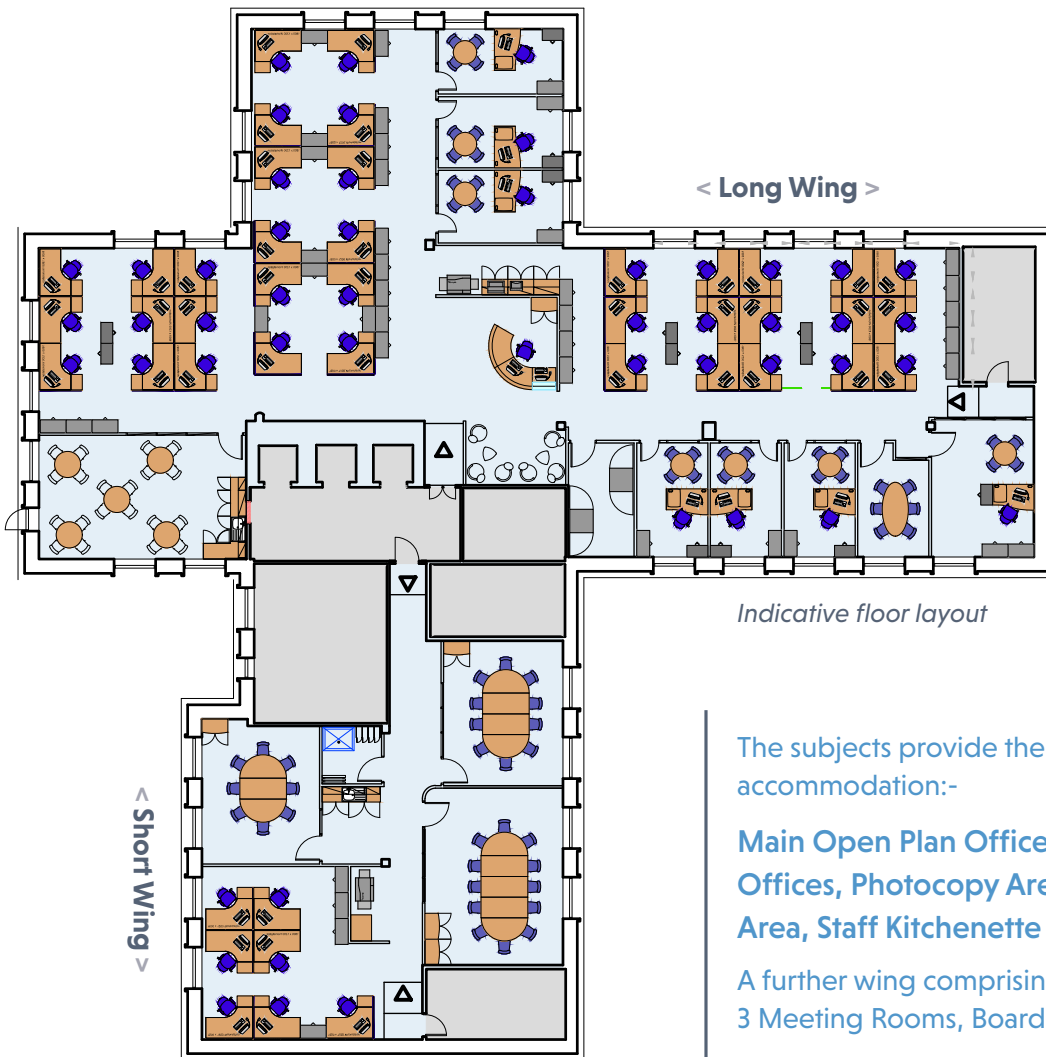 < Long Wing >
Indicative floor layout
< Short Wing >
The subjects provide the
accommodation:-
Main Open Plan Office
Offices, Photocopy Are
Area, Staff Kitchenette
A further wing comprisin
3 Meeting Rooms, Board